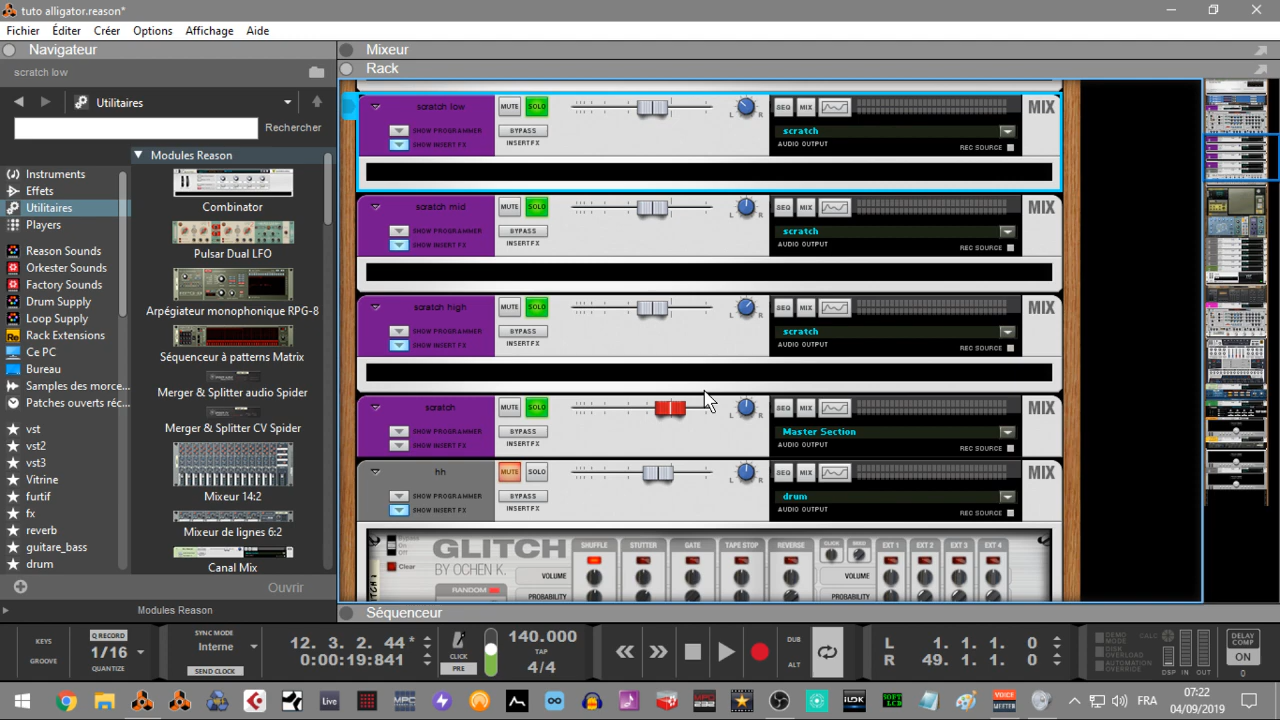 tuto alligator.reason*
Fichier Éditer Créer Options Affichage Aide
Navigateur
scratch low
Utilitaires
Rechercher
Instruments
Effets
Utilitaires
Players
Reason Sounds
Orkester Sounds
Factory Sounds
Drum Supply
Loop Supply
Rack Extensions
Ce PC
Bureau
Samples des morce...
Patches ouverts réc...
vst
vst2
vst3
Vitrine
furtif
fx
reverb
guitare_bass
drum
Modules Reason
Combinator
Pulsar Dual LFO
Arpégiateur monophonique RPG-8
Séquenceur à patterns Matrix
Merger & Splitter audio Spider
Merger & Splitter CV Spider
Mixeur 14:2
Mixeur de lignes 6:2
Canal Mix
Ouvrir
Modules Reason
Mixeur
Rack
scratch low MUTE SOLO L R SEQ MIX MIX
SHOW PROGRAMMER BYPASS scratch
SHOW INSERT FX INSERT FX AUDIO OUTPUT REC SOURCE
scratch mid MUTE SOLO L R SEQ MIX MIX
SHOW PROGRAMMER BYPASS scratch
SHOW INSERT FX INSERT FX AUDIO OUTPUT REC SOURCE
scratch high MUTE SOLO L R SEQ MIX MIX
SHOW PROGRAMMER BYPASS scratch
SHOW INSERT FX INSERT FX AUDIO OUTPUT REC SOURCE
scratch MUTE SOLO L R SEQ MIX MIX
SHOW PROGRAMMER BYPASS Master Section
SHOW INSERT FX INSERT FX AUDIO OUTPUT REC SOURCE
hh MUTE SOLO L R SEQ MIX MIX
SHOW PROGRAMMER BYPASS drum
SHOW INSERT FX INSERT FX AUDIO OUTPUT REC SOURCE
Bypass
On
Off
Clear
GLITCH
BY OCHEN K.
RANDOM
SHUFFLE STUTTER GATE TAPE STOP REVERSE EXT 1 EXT 2 EXT 3 EXT 4
VOLUME VOLUME
PROBABILITY PROBABILITY
Séquenceur
KEYS
GROOVE
Q RECORD
1/16
QUANTIZE
SYNC MODE
Interne
SEND CLOCK
12. 3. 2. 44*
0:00:19:841
CLICK
PRE
140.000
TAP
4/4
DUB
ALT
L 1. 1. 1. 0
R 49. 1. 1. 0
DEMO MODE
DISK OVERLOAD
AUTOMATION OVERRIDE
CALC
DSP IN OUT
DELAY COMP
ON
0
Live
MPC
ILOK
SOFT LCD
VOICE MEETER
FRA
07:22
04/09/2019